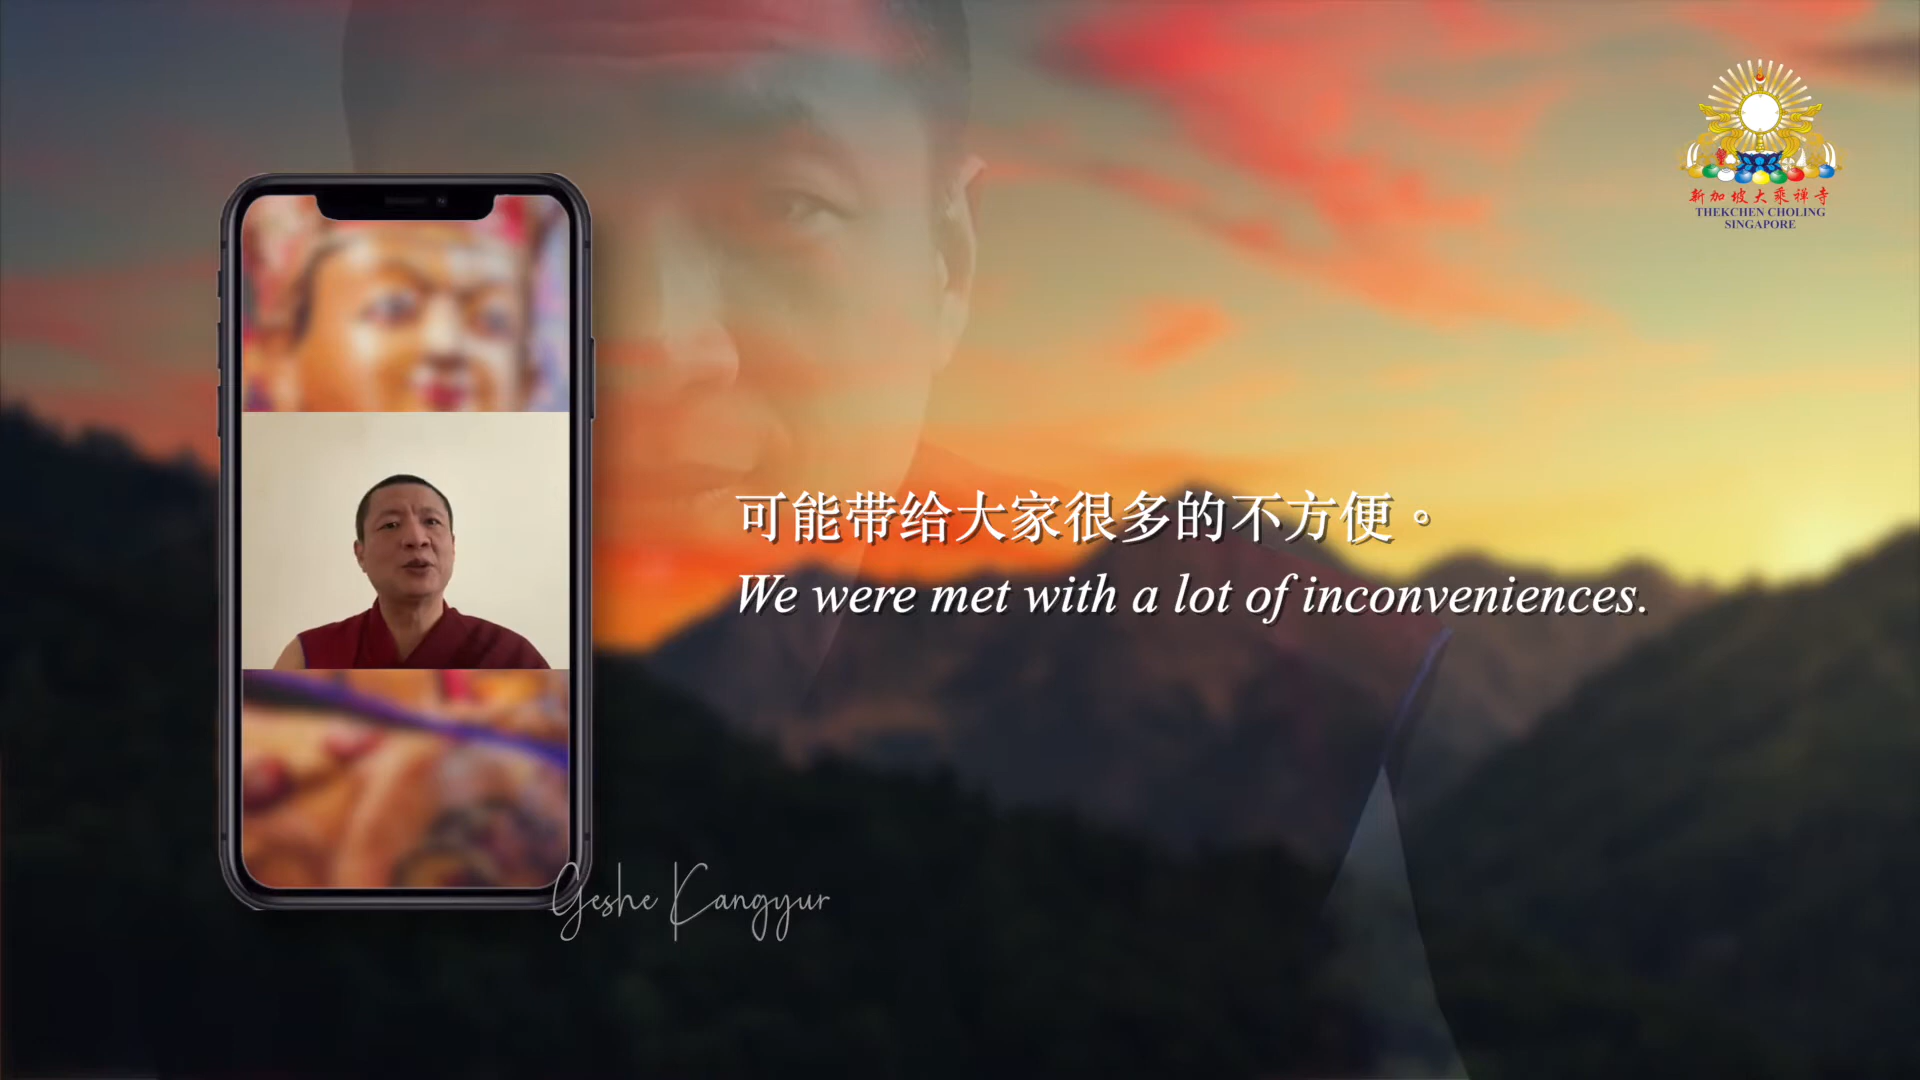 新加坡大乘禅寺
THEKCHEN CHOLING
SINGAPORE
可能带给大家很多的不方便。
We were met with a lot of inconveniences.
Geshe Kangyur